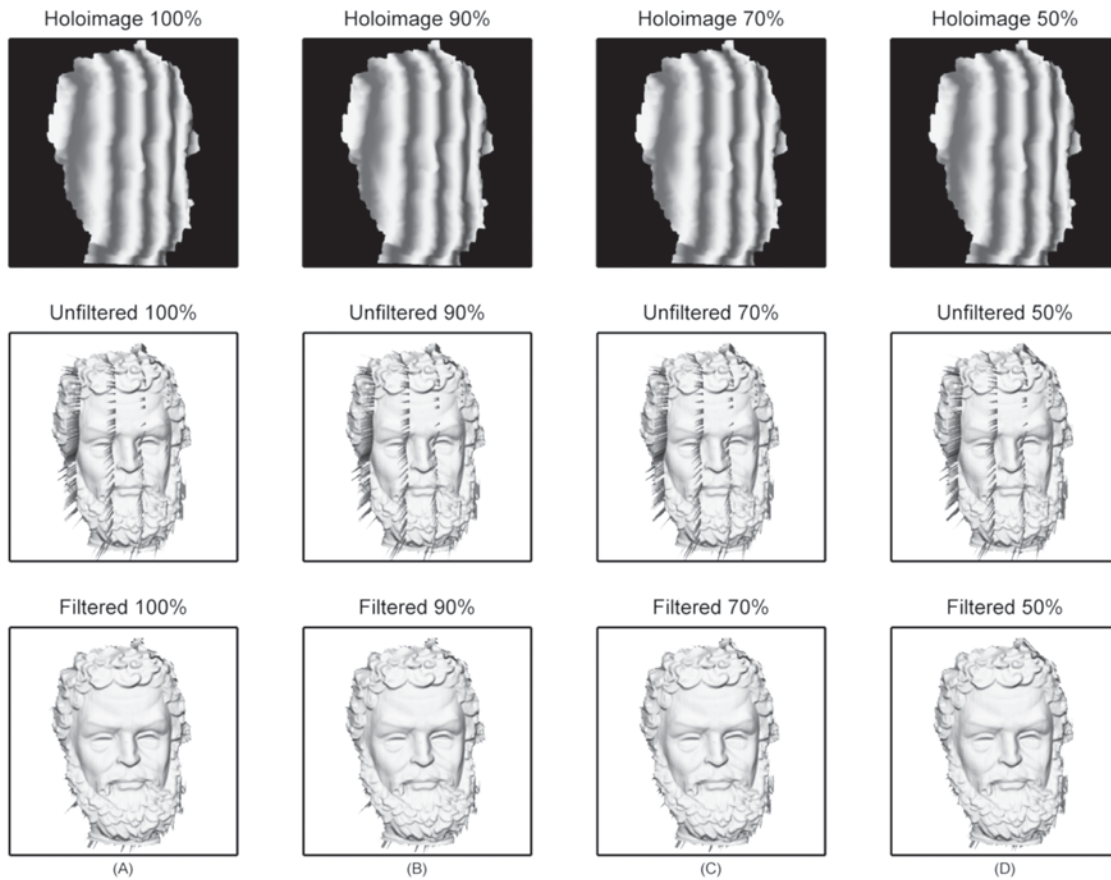 Holoimage 100%
Holoimage 90%
Holoimage 70%
Holoimage 50%
Unfiltered 100%
Unfiltered 90%
Unfiltered 70%
Unfiltered 50%
Filtered 100%
Filtered 90%
Filtered 70%
Filtered 50%
(A)
(B)
(C)
(D)